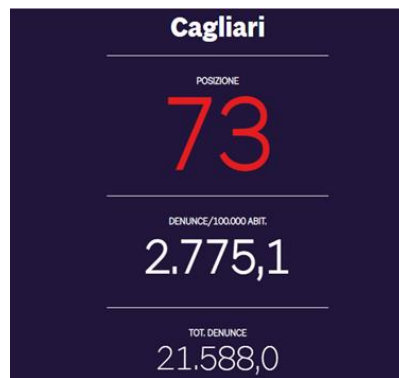 Cagliari
POSIZIONE
73
DENUNCE/100.000 ABIT.
2.775,1
TOT. DENUNCE
21.588,0